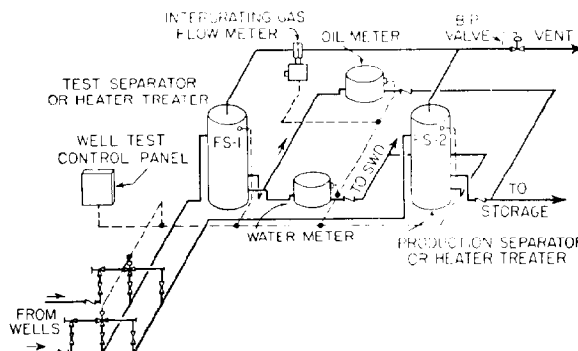 INTERGRATING GAS
FLOW METER
OIL METER
B.P.
VALVE
VENT
TEST SEPARATOR
OR HEATER TREATER
FS-1
FS-2
WELL TEST
CONTROL PANEL
TO SWD
TO
STORAGE
WATER METER
PRODUCTION SEPARATOR
OR HEATER TREATER
FROM
WELLS